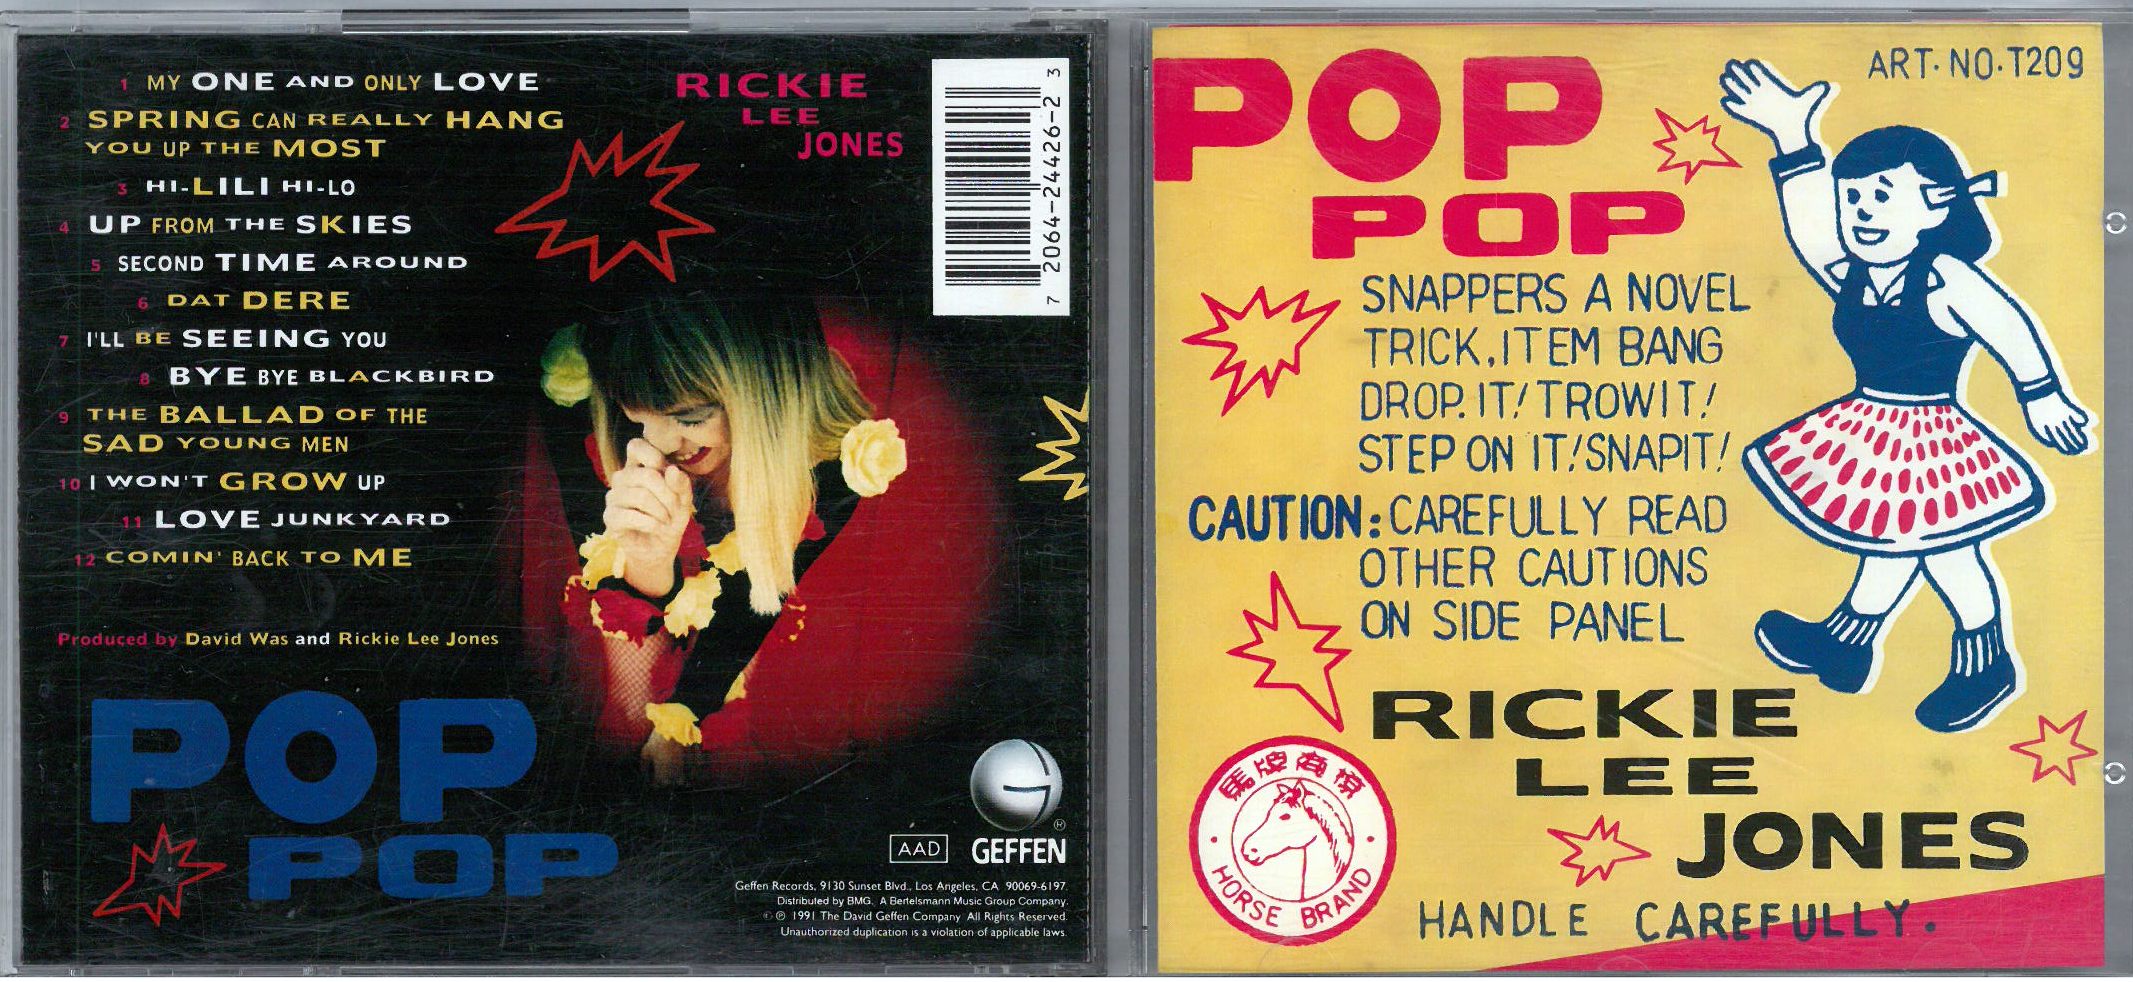 1 MY ONE AND ONLY LOVE
2 SPRING CAN REALLY HANG
YOU UP THE MOST
3 HI-LILI HI-LO
4 UP FROM THE SKIES
5 SECOND TIME AROUND
6 DAT DERE
7 I'LL BE SEEING YOU
8 BYE BYE BLACKBIRD
9 THE BALLAD OF THE
SAD YOUNG MEN
10 I WON'T GROW UP
11 LOVE JUNKYARD
12 COMIN' BACK TO ME
Produced by David Was and Rickie Lee Jones
POP
POP
RICKIE
LEE
JONES
7 2064-24426-2 3
G
®
AAD GEFFEN
Geffen Records, 9130 Sunset Blvd., Los Angeles, CA 90069-6197.
Distributed by BMG. A Bertelsmann Music Group Company.
© ℗ 1991 The David Geffen Company All Rights Reserved.
Unauthorized duplication is a violation of applicable laws.
POP
POP
ART. NO. T209
SNAPPERS A NOVEL
TRICK, ITEM BANG
DROP. IT! TROWIT!
STEP ON IT! SNAPIT!
CAUTION: CAREFULLY READ
OTHER CAUTIONS
ON SIDE PANEL
RICKIE
LEE
JONES
馬牌商標
HORSE BRAND
HANDLE CAREFULLY.